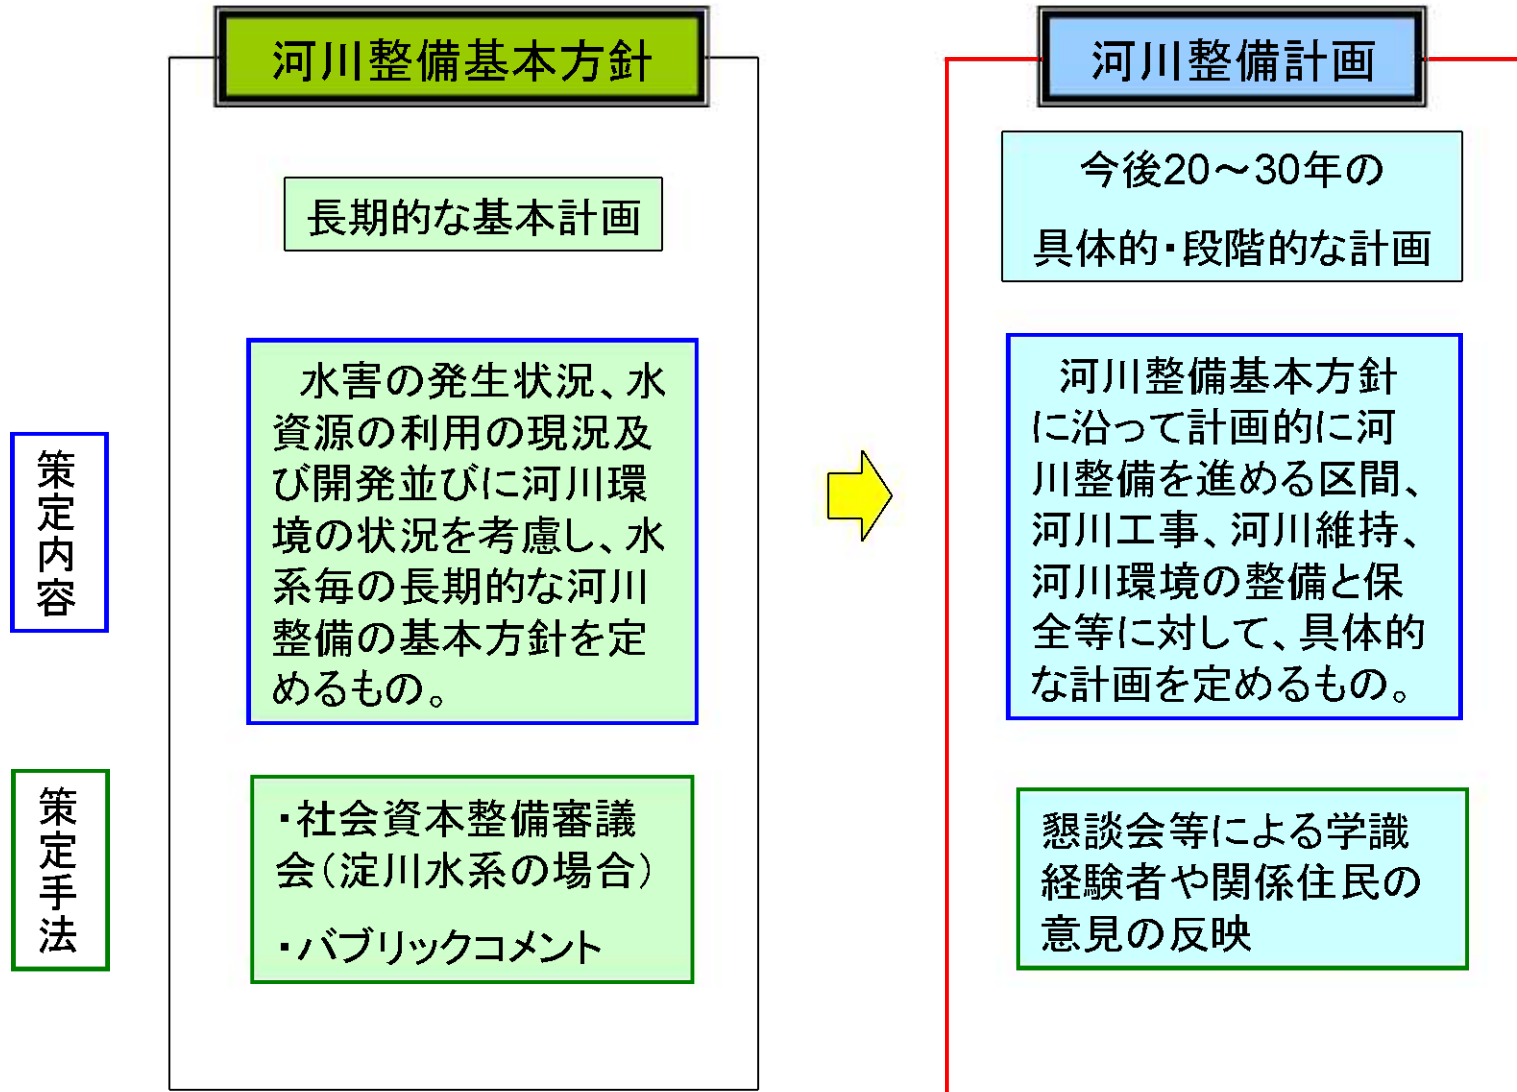 河川整備基本方針
長期的な基本計画
策定内容
水害の発生状況、水
資源の利用の現況及
び開発並びに河川環
境の状況を考慮し、水
系毎の長期的な河川
整備の基本方針を定
めるもの。
策定手法
・社会資本整備審議
会(淀川水系の場合)
・バブリックコメント
河川整備計画
今後20~30年の
具体的・段階的な計画
河川整備基本方針
に沿って計画的に河
川整備を進める区間、
河川工事、河川維持、
河川環境の整備と保
全等に対して、具体的
な計画を定めるもの。
懇談会等による学識
経験者や関係住民の
意見の反映